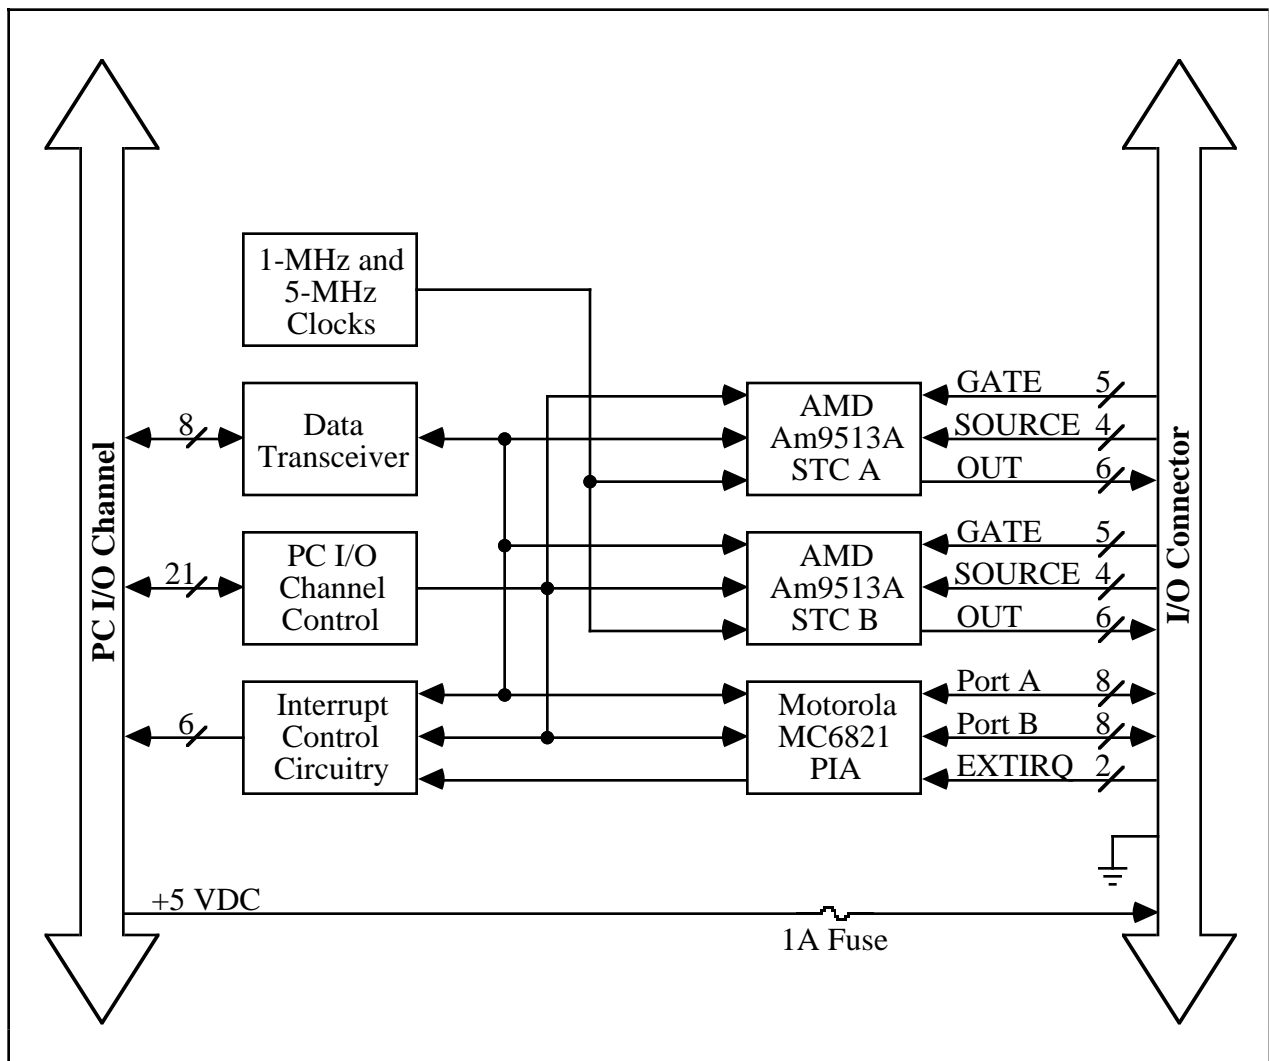 PC I/O Channel
1-MHz and
5-MHz
Clocks
8
Data
Transceiver
21
PC I/O
Channel
Control
6
Interrupt
Control
Circuitry
AMD
Am9513A
STC A
GATE 5
SOURCE 4
OUT 6
AMD
Am9513A
STC B
GATE 5
SOURCE 4
OUT 6
Motorola
MC6821
PIA
Port A 8
Port B 8
EXTIRQ 2
I/O Connector
+5 VDC
1A Fuse